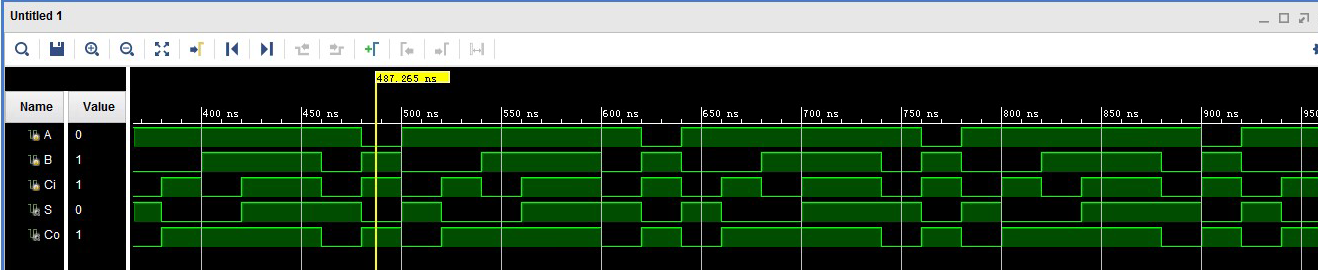 Untitled 1
487.265 ns
Name Value
400 ns 450 ns 500 ns 550 ns 600 ns 650 ns 700 ns 750 ns 800 ns 850 ns 900 ns 950
A 0
B 1
Ci 1
S 0
Co 1